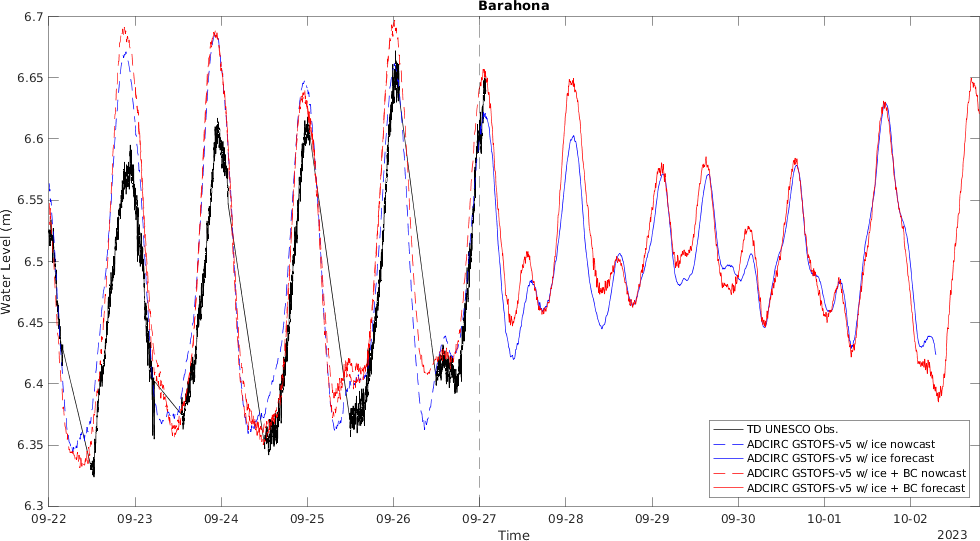 Barahona
6.7
6.65
6.6
6.55
6.5
6.45
6.4
6.35
6.3
Water Level (m)
09-22 09-23 09-24 09-25 09-26 09-27 09-28 09-29 09-30 10-01 10-02
Time
2023
TD UNESCO Obs.
ADCIRC GSTOFS-v5 w/ ice nowcast
ADCIRC GSTOFS-v5 w/ ice forecast
ADCIRC GSTOFS-v5 w/ ice + BC nowcast
ADCIRC GSTOFS-v5 w/ ice + BC forecast